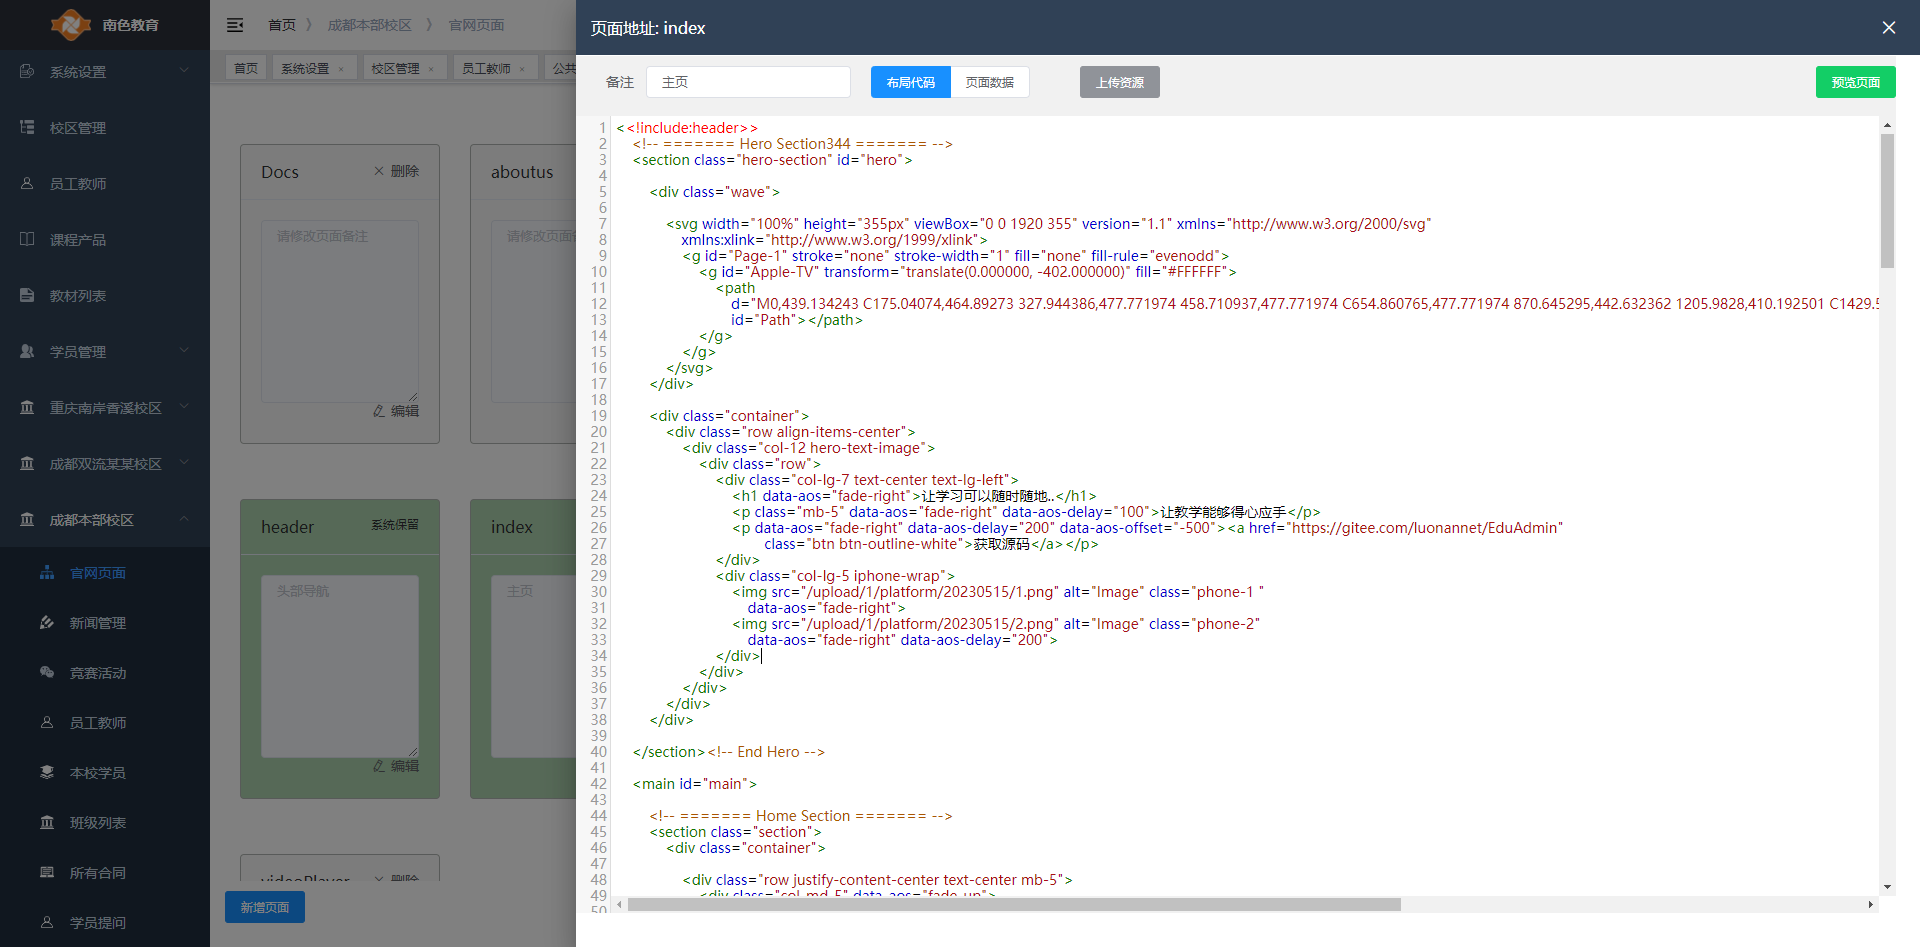 南色教育
系统设置
校区管理
员工教师
课程产品
教材列表
学员管理
重庆南岸香溪校区
成都双流某某校区
成都本部校区
官网页面
新闻管理
竞赛活动
员工教师
本校学员
班级列表
所有合同
学员提问
首页 》 成都本部校区 》 官网页面
首页 系统设置 × 校区管理 × 员工教师 × 公共
Docs × 删除
请修改页面备注
编辑
aboutus
请修改页面备
header 系统保留
头部导航
编辑
index
主页
videoPlayer × 删除
新增页面
页面地址: index
备注 主页 布局代码 页面数据 上传资源 预览页面
1 <<!include:header>>
2 <!-- ======= Hero Section344 ======= -->
3 <section class="hero-section" id="hero">
4
5 <div class="wave">
6
7 <svg width="100%" height="355px" viewBox="0 0 1920 355" version="1.1" xmlns="http://www.w3.org/2000/svg"
8 xmlns:xlink="http://www.w3.org/1999/xlink">
9 <g id="Page-1" stroke="none" stroke-width="1" fill="none" fill-rule="evenodd">
10 <g id="Apple-TV" transform="translate(0.000000, -402.000000)" fill="#FFFFFF">
11 <path
12 d="M0,439.134243 C175.04074,464.89273 327.944386,477.771974 458.710937,477.771974 C654.860765,477.771974 870.645295,442.632362 1205.9828,410.192501 C1429.5
13 id="Path"></path>
14 </g>
15 </g>
16 </svg>
17 </div>
18
19 <div class="container">
20 <div class="row align-items-center">
21 <div class="col-12 hero-text-image">
22 <div class="row">
23 <div class="col-lg-7 text-center text-lg-left">
24 <h1 data-aos="fade-right">让学习可以随时随地..</h1>
25 <p class="mb-5" data-aos="fade-right" data-aos-delay="100">让教学能够得心应手</p>
26 <p data-aos="fade-right" data-aos-delay="200" data-aos-offset="-500"><a href="https://gitee.com/luonannet/EduAdmin"
27 class="btn btn-outline-white">获取源码</a></p>
28 </div>
29 <div class="col-lg-5 iphone-wrap">
30 <img src="/upload/1/platform/20230515/1.png" alt="Image" class="phone-1 "
31 data-aos="fade-right">
32 <img src="/upload/1/platform/20230515/2.png" alt="Image" class="phone-2"
33 data-aos="fade-right" data-aos-delay="200">
34 </div>
35 </div>
36 </div>
37 </div>
38 </div>
39
40 </section><!-- End Hero -->
41
42 <main id="main">
43
44 <!-- ======= Home Section ======= -->
45 <section class="section">
46 <div class="container">
47
48 <div class="row justify-content-center text-center mb-5">
49 <div class="col-md-5" data-aos="fade-up">
50